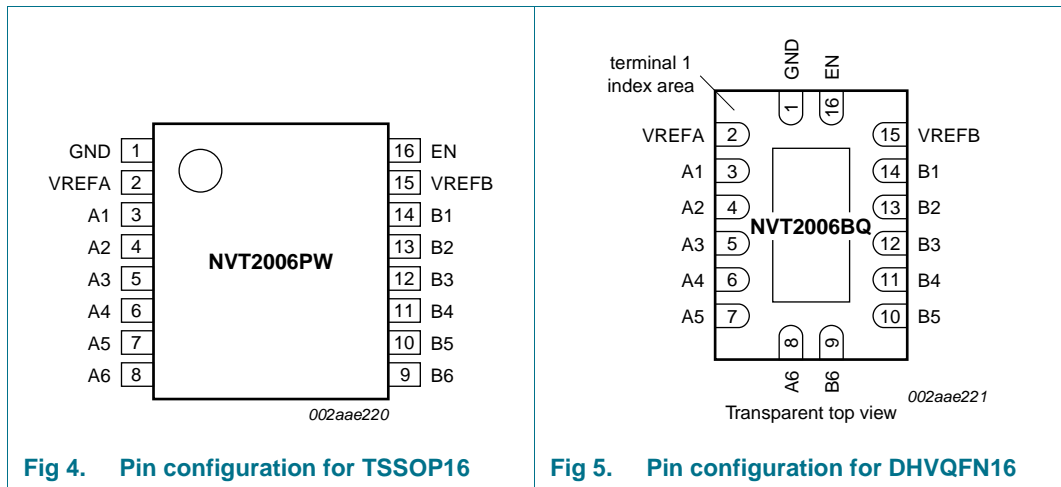 GND 1
VREFA 2
A1 3
A2 4
A3 5
A4 6
A5 7
A6 8
NVT2006PW
16 EN
15 VREFB
14 B1
13 B2
12 B3
11 B4
10 B5
9 B6
002aae220
Fig 4. Pin configuration for TSSOP16
terminal 1
index area
GND
1
EN
16
VREFA 2
A1 3
A2 4
A3 5
A4 6
A5 7
NVT2006BQ
15 VREFB
14 B1
13 B2
12 B3
11 B4
10 B5
8
A6
9
B6
002aae221
Transparent top view
Fig 5. Pin configuration for DHVQFN16